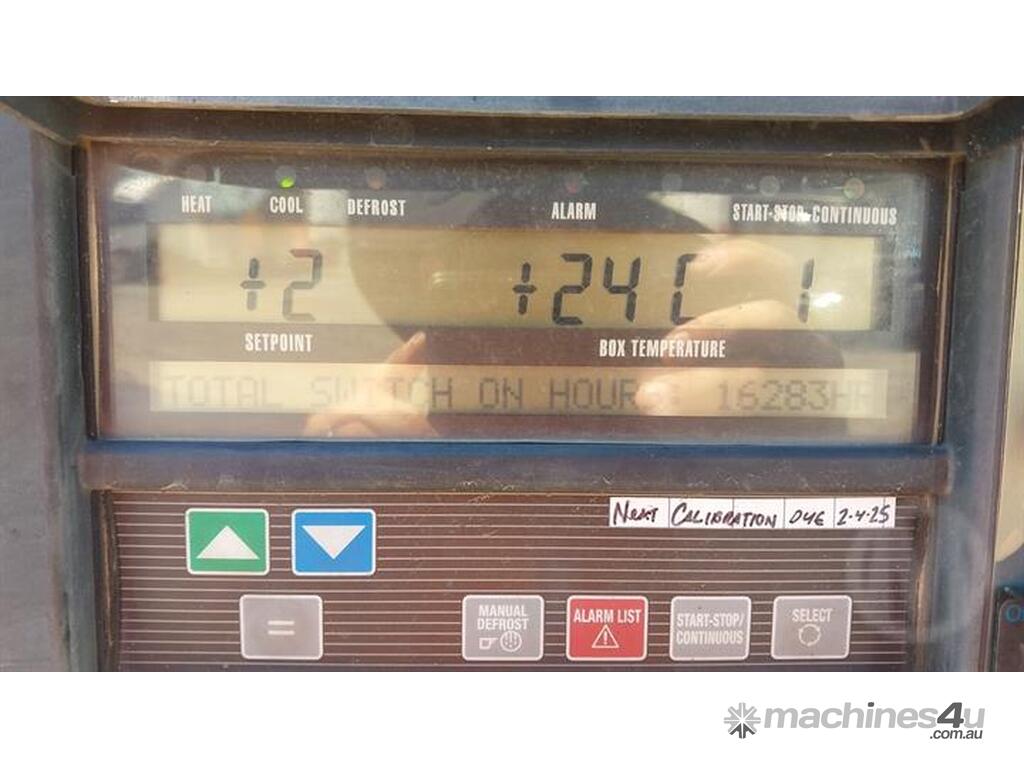 HEAT COOL DEFROST ALARM START-STOP CONTINUOUS
+2 +24C 1
SETPOINT BOX TEMPERATURE
TOTAL SWITCH ON HOURS: 16283HR
NEXT CALIBRATION DUE 2-4-25
MANUAL DEFROST
ALARM LIST
START-STOP/
CONTINUOUS
SELECT
=
machines4u
.com.au